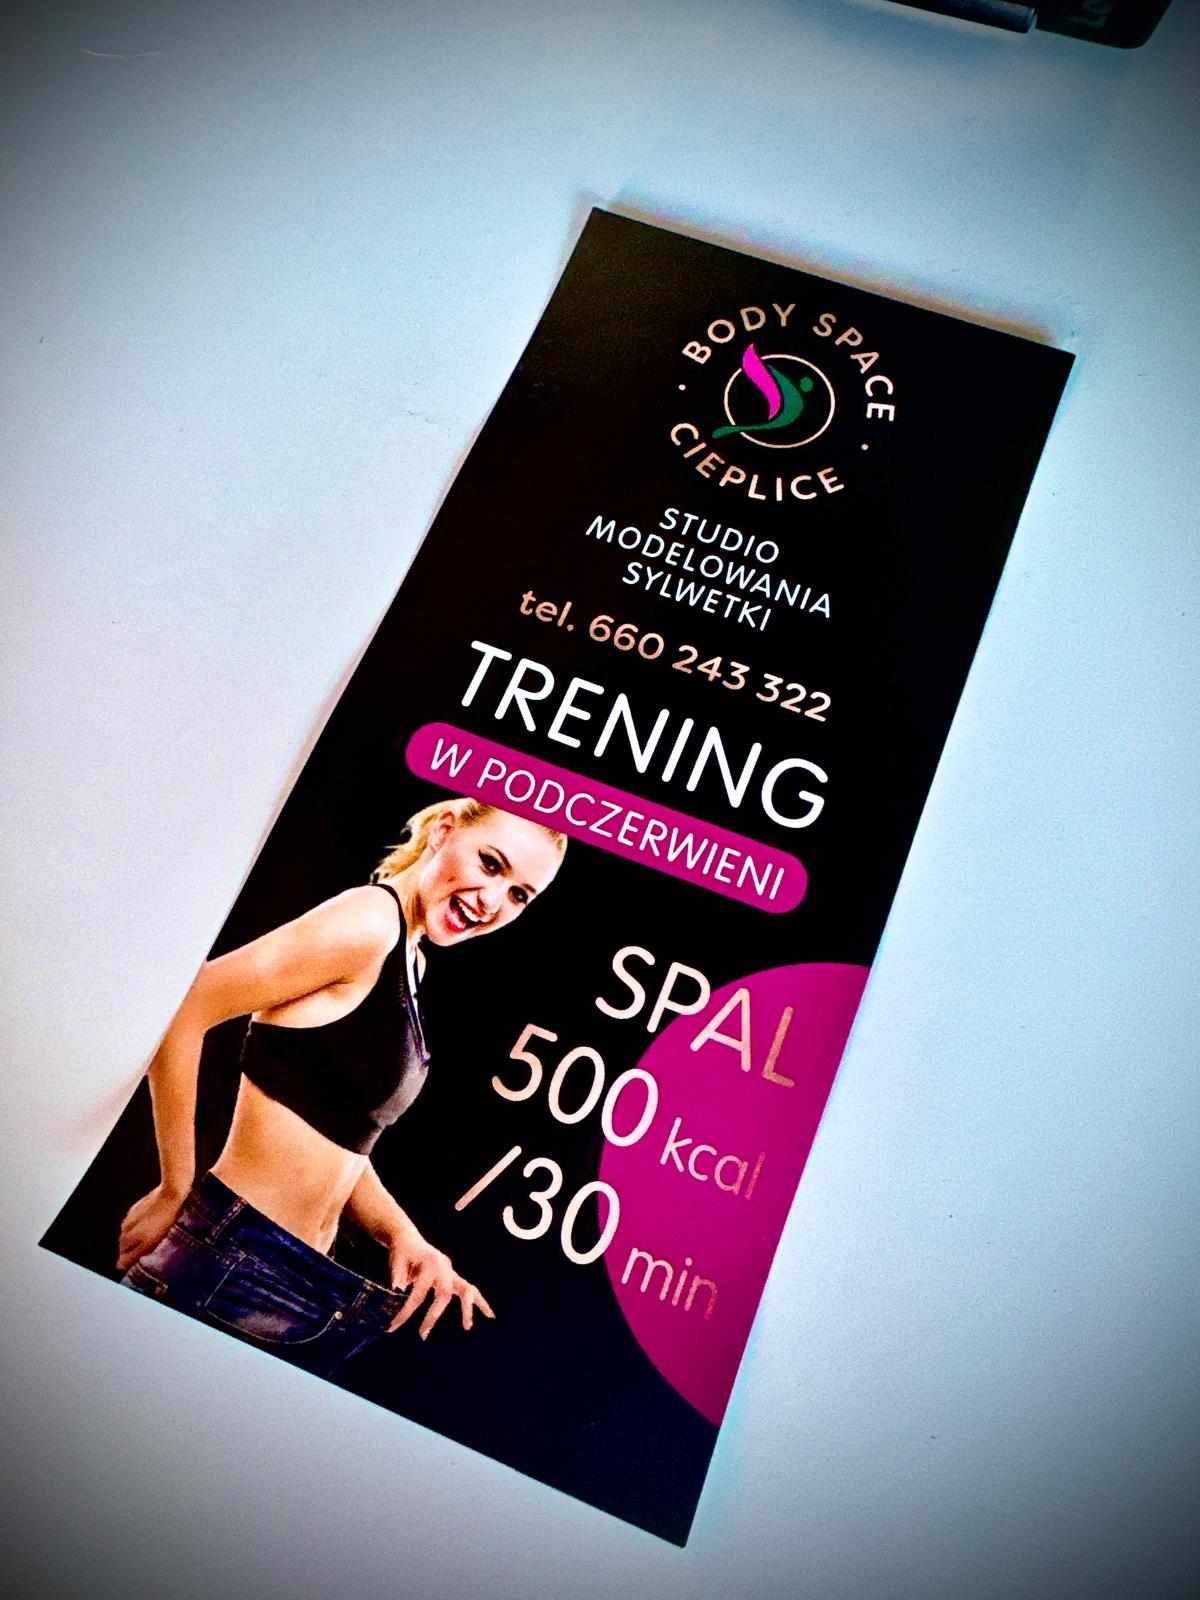 BODY SPACE
CIEPLICE
STUDIO
MODELOWANIA
SYLWETKI
tel. 660 243 322
TRENING
W PODCZERWIENI
SPAL
500 kcal
/30 min